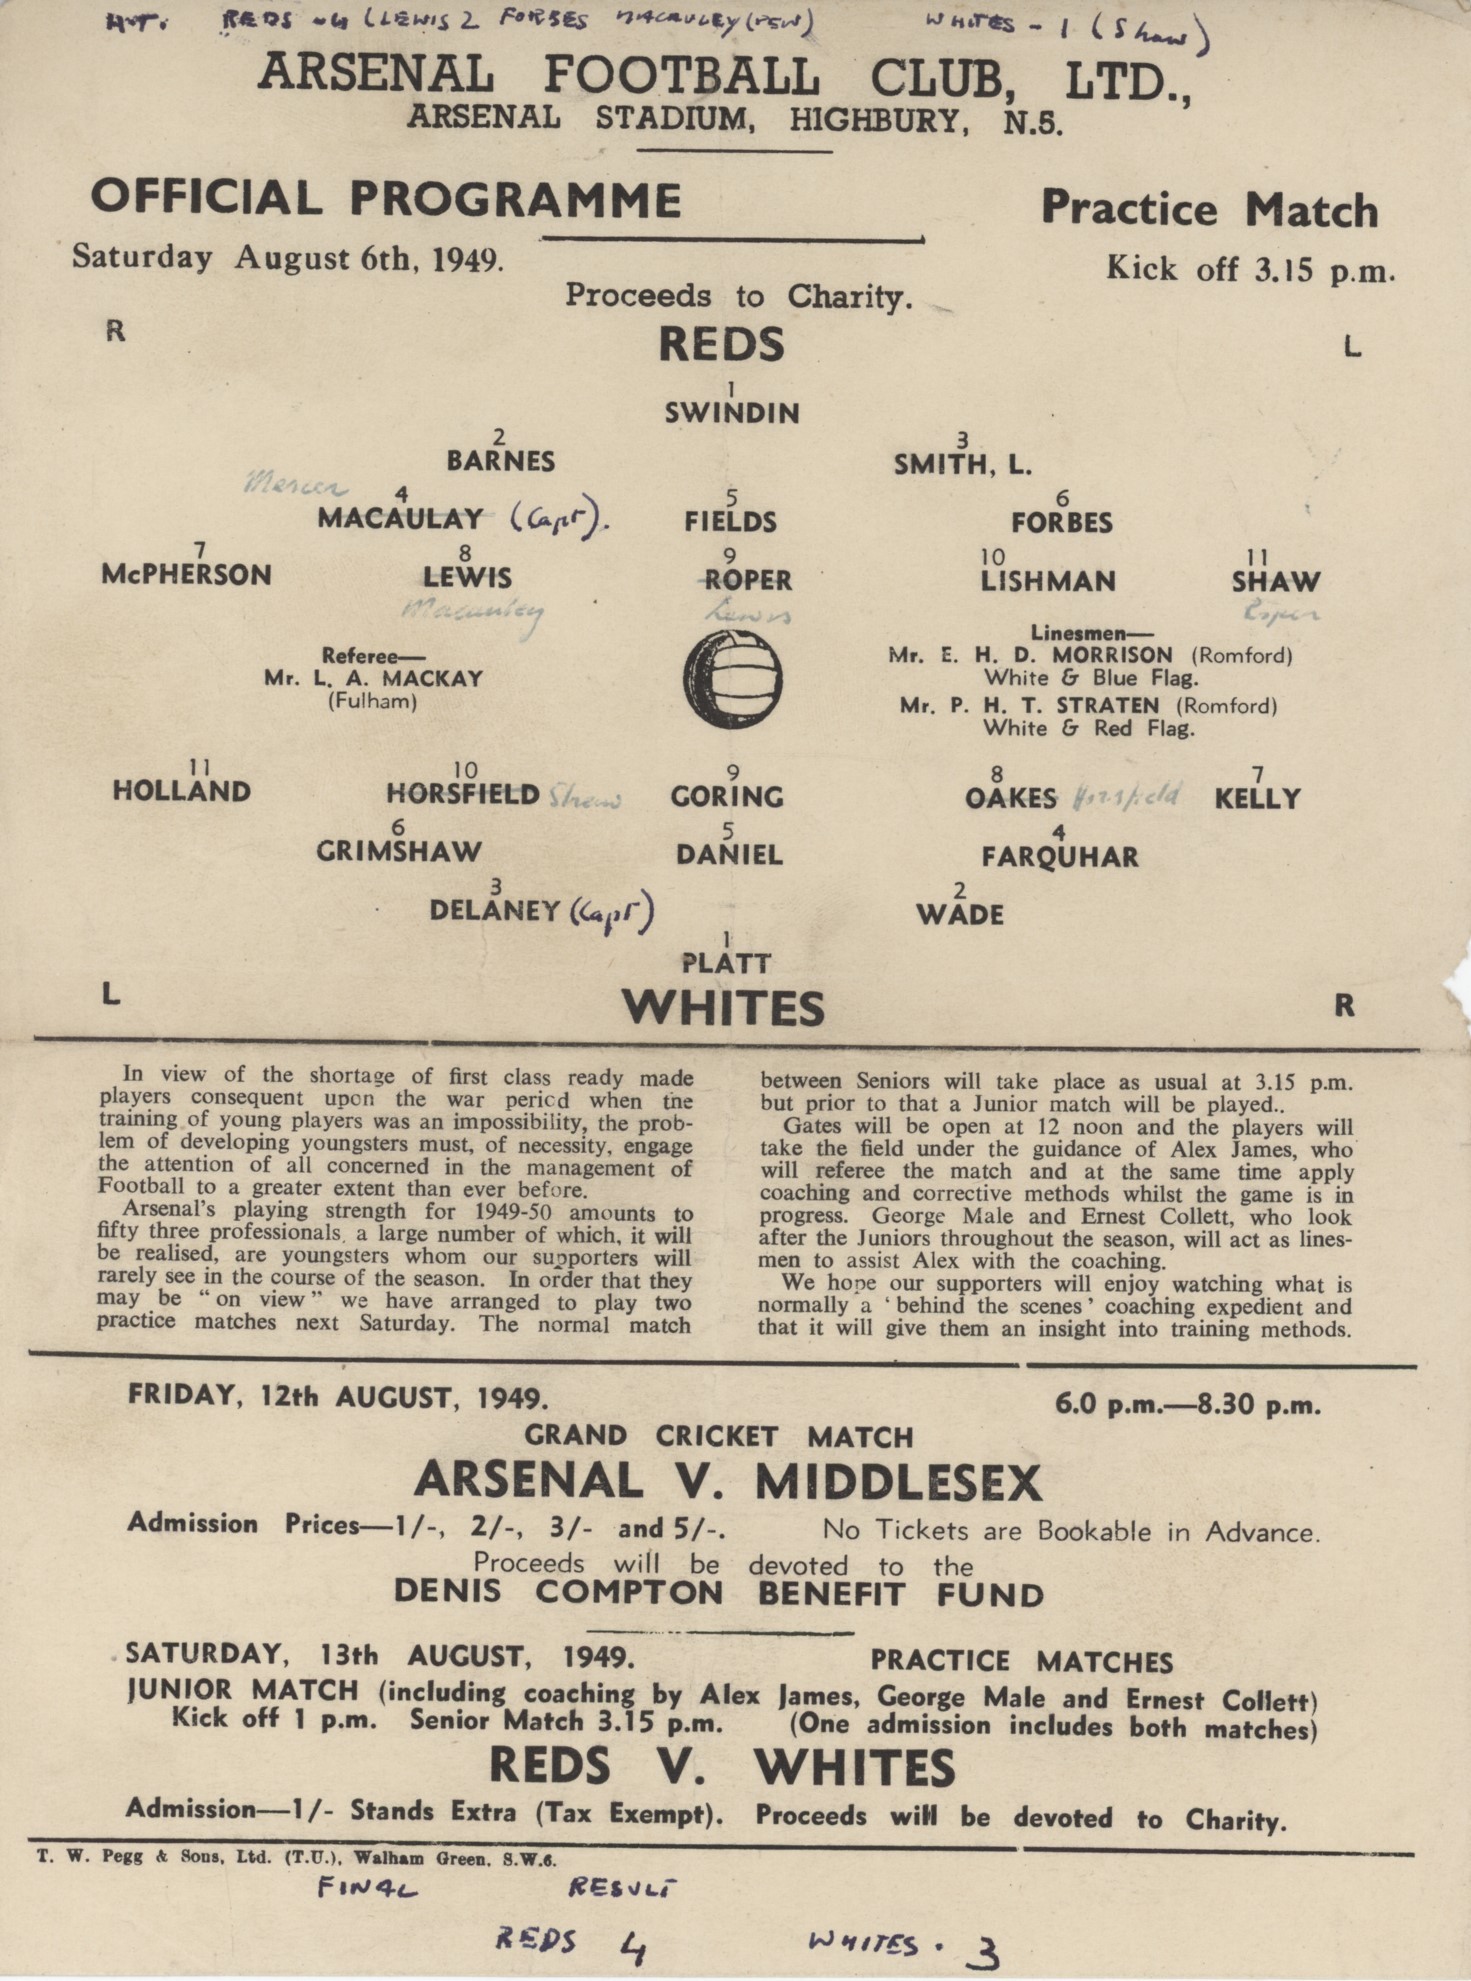 H.T. REDS - 4 (LEWIS 2 FORBES MACAULEY (PEN) WHITES - 1 (Shaw)
ARSENAL FOOTBALL CLUB, LTD.,
ARSENAL STADIUM, HIGHBURY, N.5.
OFFICIAL PROGRAMME Practice Match
Saturday August 6th, 1949. Kick off 3.15 p.m.
Proceeds to Charity.
R REDS L
1
SWINDIN
2 3
BARNES SMITH, L.
Mercer
4 5 6
MACAULAY (Capt). FIELDS FORBES
7 8 9 10 11
McPHERSON LEWIS ROPER LISHMAN SHAW
Macauley Lewis Roper
Referee—
Mr. L. A. MACKAY
(Fulham)
Linesmen—
Mr. E. H. D. MORRISON (Romford)
White & Blue Flag.
Mr. P. H. T. STRATEN (Romford)
White & Red Flag.
11 10 9 8 7
HOLLAND HORSFIELD Shaw GORING OAKES Horsfield KELLY
6 5 4
GRIMSHAW DANIEL FARQUHAR
3 2
DELANEY (Capt) WADE
1
PLATT
L WHITES R
In view of the shortage of first class ready made
players consequent upon the war period when the
training of young players was an impossibility, the prob-
lem of developing youngsters must, of necessity, engage
the attention of all concerned in the management of
Football to a greater extent than ever before.
Arsenal's playing strength for 1949-50 amounts to
fifty three professionals, a large number of which, it will
be realised, are youngsters whom our supporters will
rarely see in the course of the season. In order that they
may be "on view" we have arranged to play two
practice matches next Saturday. The normal match
between Seniors will take place as usual at 3.15 p.m.
but prior to that a Junior match will be played..
Gates will be open at 12 noon and the players will
take the field under the guidance of Alex James, who
will referee the match and at the same time apply
coaching and corrective methods whilst the game is in
progress. George Male and Ernest Collett, who look
after the Juniors throughout the season, will act as lines-
men to assist Alex with the coaching.
We hope our supporters will enjoy watching what is
normally a 'behind the scenes' coaching expedient and
that it will give them an insight into training methods.
FRIDAY, 12th AUGUST, 1949. 6.0 p.m.—8.30 p.m.
GRAND CRICKET MATCH
ARSENAL V. MIDDLESEX
Admission Prices—1/-, 2/-, 3/- and 5/-. No Tickets are Bookable in Advance.
Proceeds will be devoted to the
DENIS COMPTON BENEFIT FUND
SATURDAY, 13th AUGUST, 1949. PRACTICE MATCHES
JUNIOR MATCH (including coaching by Alex James, George Male and Ernest Collett)
Kick off 1 p.m. Senior Match 3.15 p.m. (One admission includes both matches)
REDS V. WHITES
Admission—1/- Stands Extra (Tax Exempt). Proceeds will be devoted to Charity.
T. W. Pegg & Sons, Ltd. (T.U.), Walham Green, S.W.6.
FINAL RESULT
REDS 4 WHITES. 3